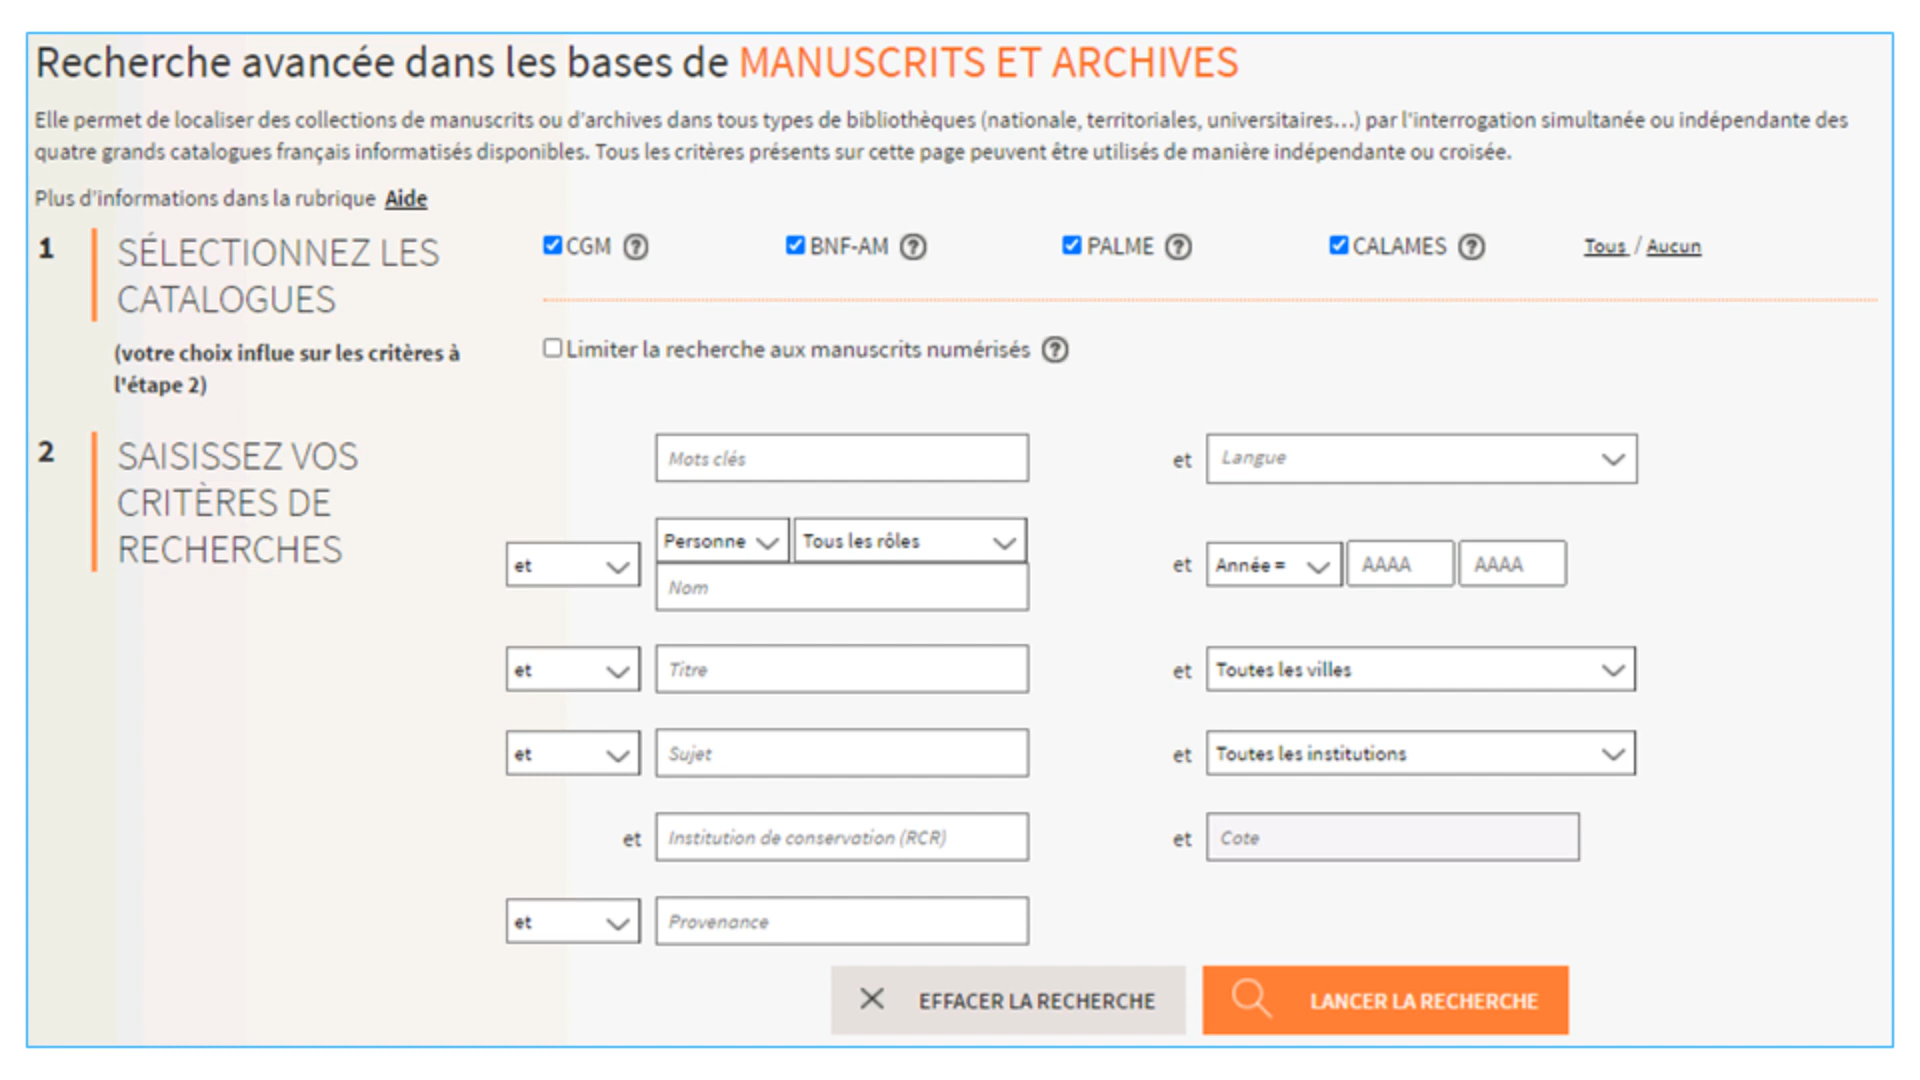 Recherche avancée dans les bases de MANUSCRITS ET ARCHIVES
Elle permet de localiser des collections de manuscrits ou d'archives dans tous types de bibliothèques (nationale, territoriales, universitaires...) par l'interrogation simultanée ou indépendante des
quatre grands catalogues français informatisés disponibles. Tous les critères présents sur cette page peuvent être utilisés de manière indépendante ou croisée.
Plus d'informations dans la rubrique Aide
1 SÉLECTIONNEZ LES
CATALOGUES
(votre choix influe sur les critères à
l'étape 2)
CGM ? BNF-AM ? PALME ? CALAMES ? Tous / Aucun
Limiter la recherche aux manuscrits numérisés ?
2 SAISISSEZ VOS
CRITÈRES DE
RECHERCHES
Mots clés et Langue
et Personne Tous les rôles
Nom
et Année = AAAA AAAA
et Titre et Toutes les villes
et Sujet et Toutes les institutions
et Institution de conservation (RCR) et Cote
et Provenance
EFFACER LA RECHERCHE LANCER LA RECHERCHE